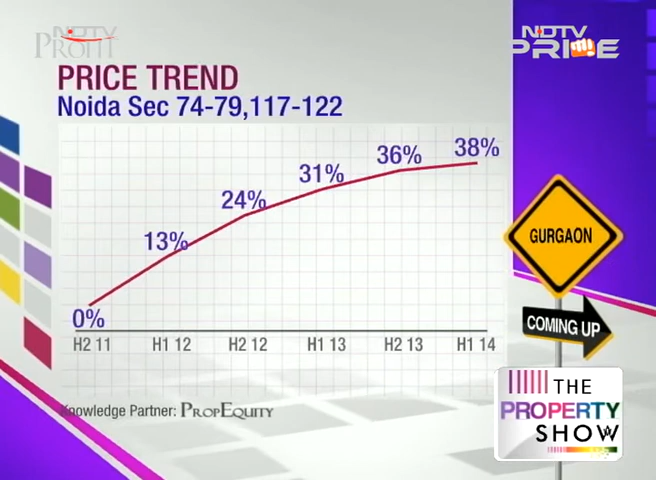 NDTV
PROFIT
NDTV
PRIME
PRICE TREND
Noida Sec 74-79,117-122
0%
13%
24%
31%
36%
38%
H2 11
H1 12
H2 12
H1 13
H2 13
H1 14
Knowledge Partner: PROPEQUITY
GURGAON
COMING UP
THE
PROPERTY
SHOW